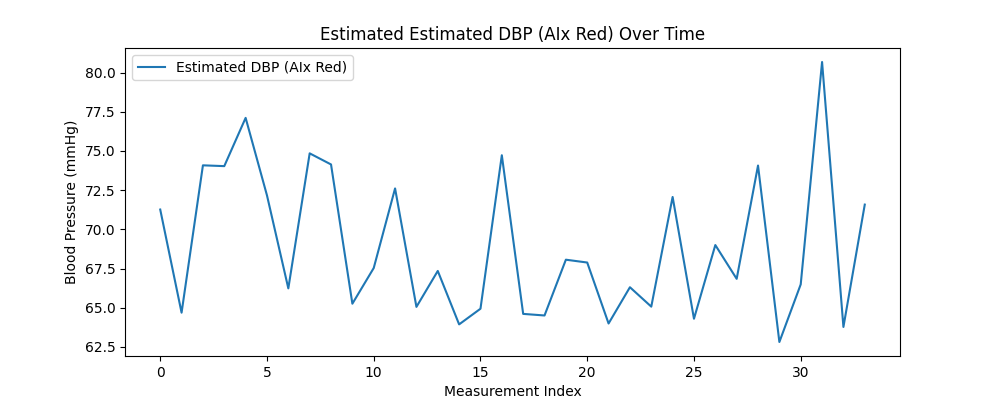 Estimated Estimated DBP (AIx Red) Over Time
Estimated DBP (AIx Red)
Blood Pressure (mmHg)
80.0
77.5
75.0
72.5
70.0
67.5
65.0
62.5
0 5 10 15 20 25 30
Measurement Index